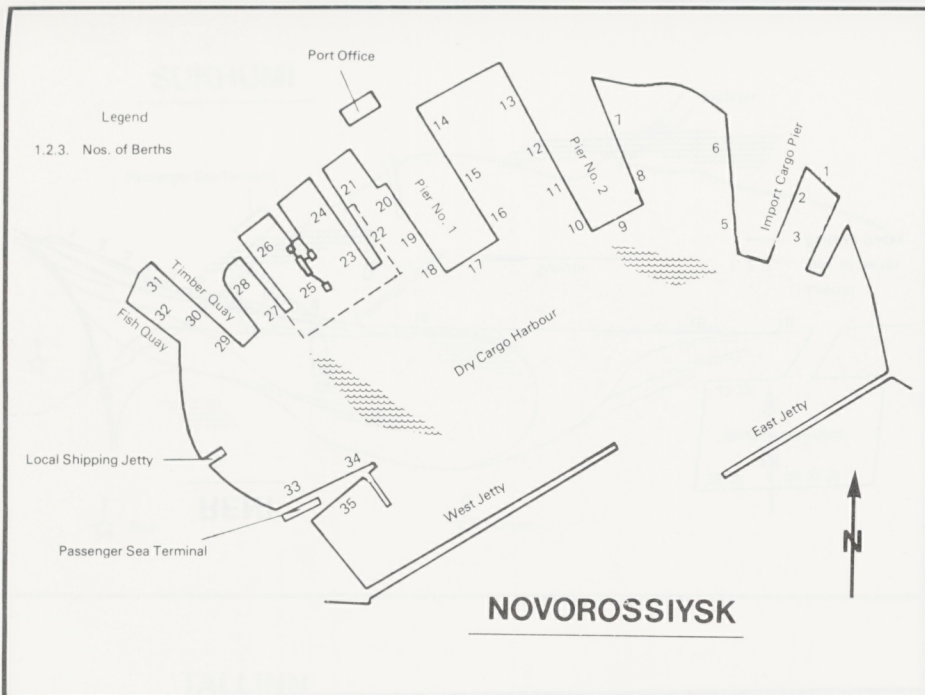 Port Office
Legend
1.2.3. Nos. of Berths
14
13
7
6
12
15
21
20
Pier No. 1
Pier No. 2
Import Cargo Pier
1
2
3
8
11
5
24
22
19
16
10
9
26
23
18
17
25
31
Timber Quay
28
32
30
27
Fish Quay
29
Dry Cargo Harbour
Local Shipping Jetty
34
33
35
West Jetty
East Jetty
Passenger Sea Terminal
N
NOVOROSSIYSK